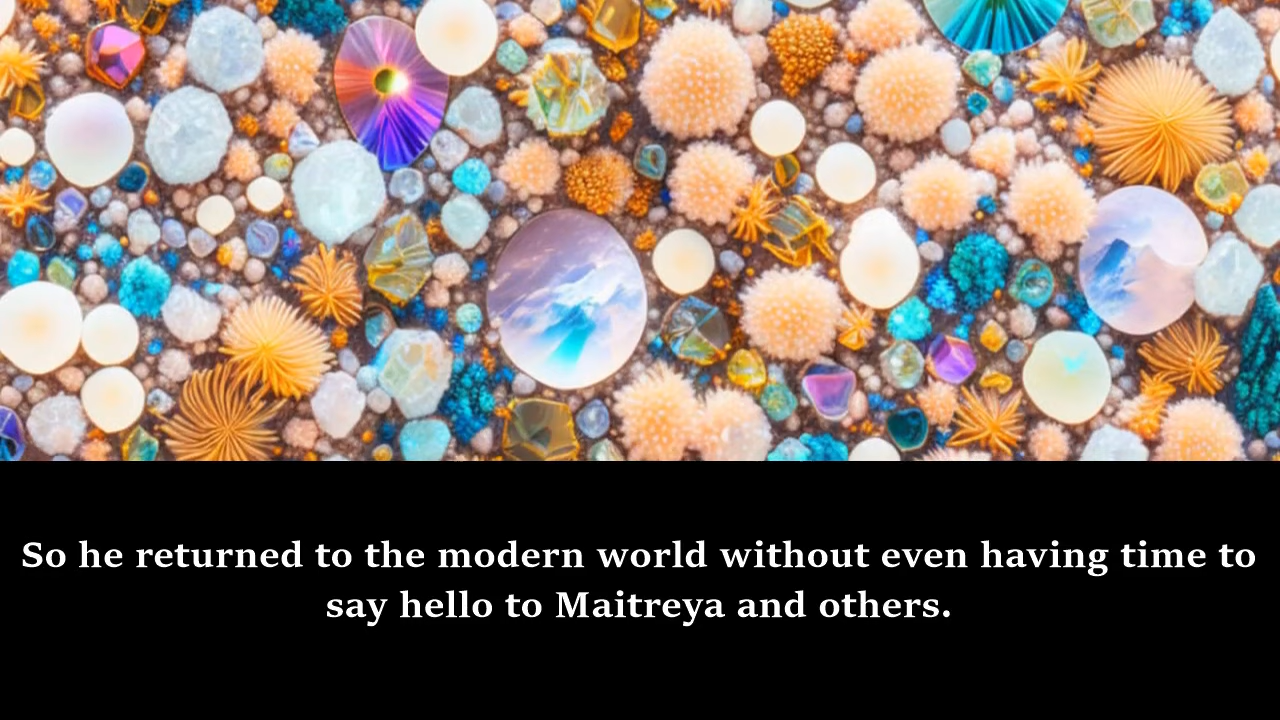 So he returned to the modern world without even having time to
say hello to Maitreya and others.